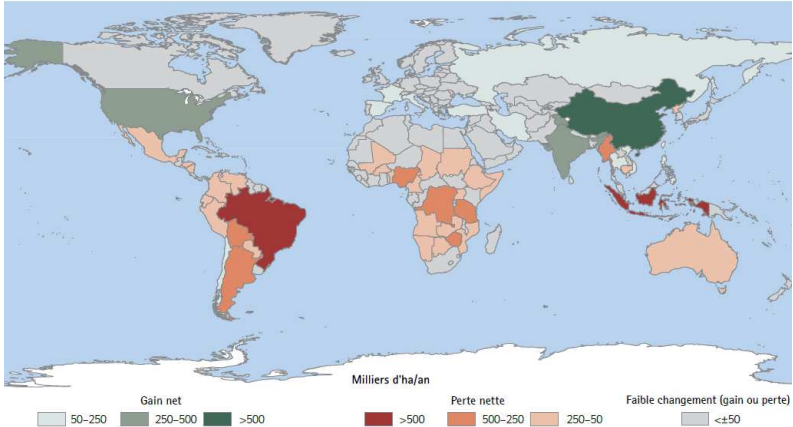 Milliers d'ha/an
Gain net
Perte nette
Faible changement (gain ou perte)
50–250
250–500
>500
>500
500–250
250–50
<±50